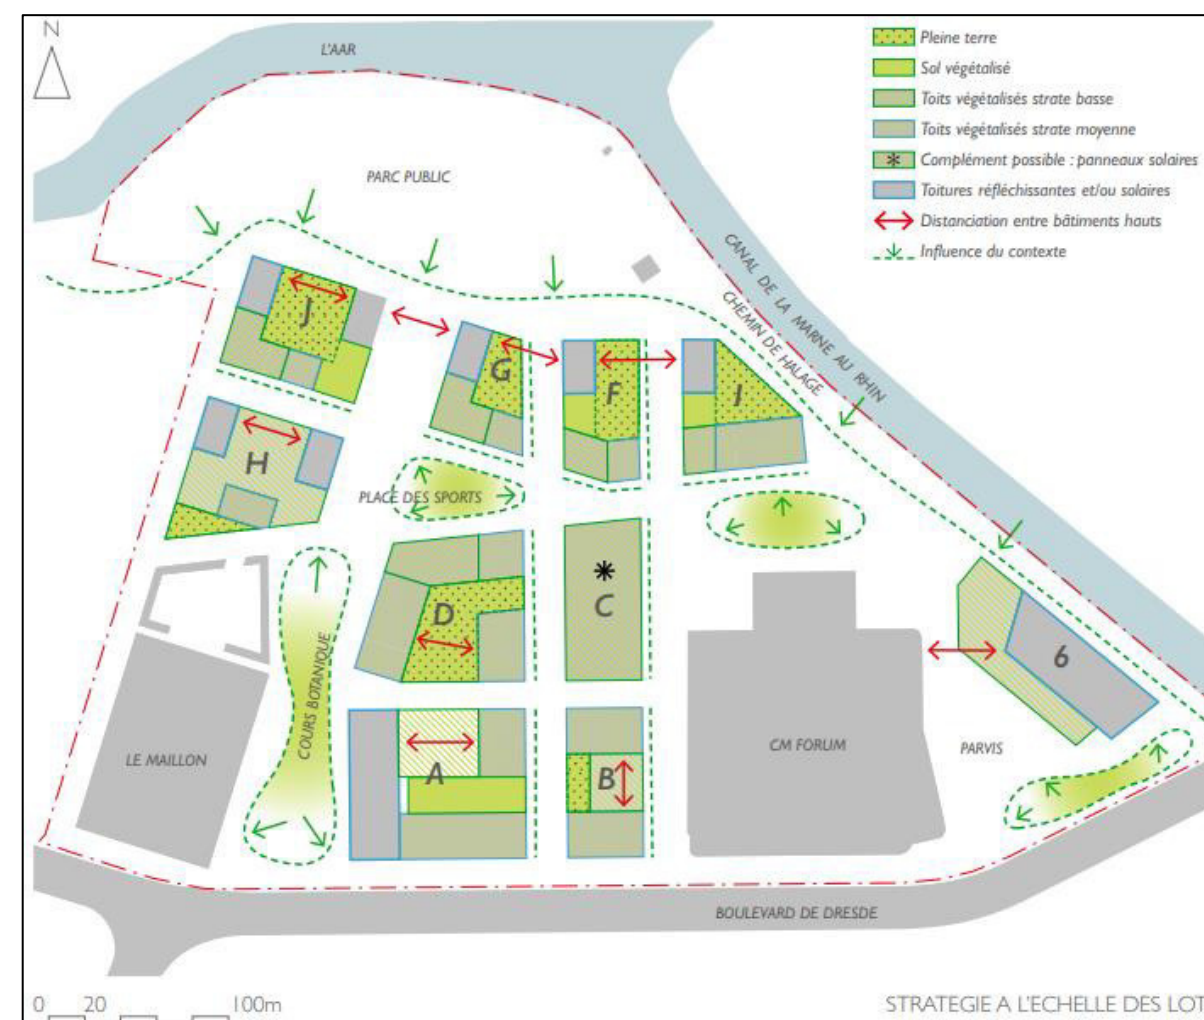 N
L'AAR
Pleine terre
Sol végétalisé
Toits végétalisés strate basse
Toits végétalisés strate moyenne
* Complément possible : panneaux solaires
Toitures réfléchissantes et/ou solaires
Distanciation entre bâtiments hauts
Influence du contexte
PARC PUBLIC
CANAL DE LA MARNE AU RHIN
CHEMIN DE HALAGE
J
G
F
I
H
PLACE DES SPORTS
D
*
C
6
COURS BOTANIQUE
LE MAILLON
A
B
CM FORUM
PARVIS
BOULEVARD DE DRESDE
0 20 100m
STRATEGIE A L'ECHELLE DES LOT